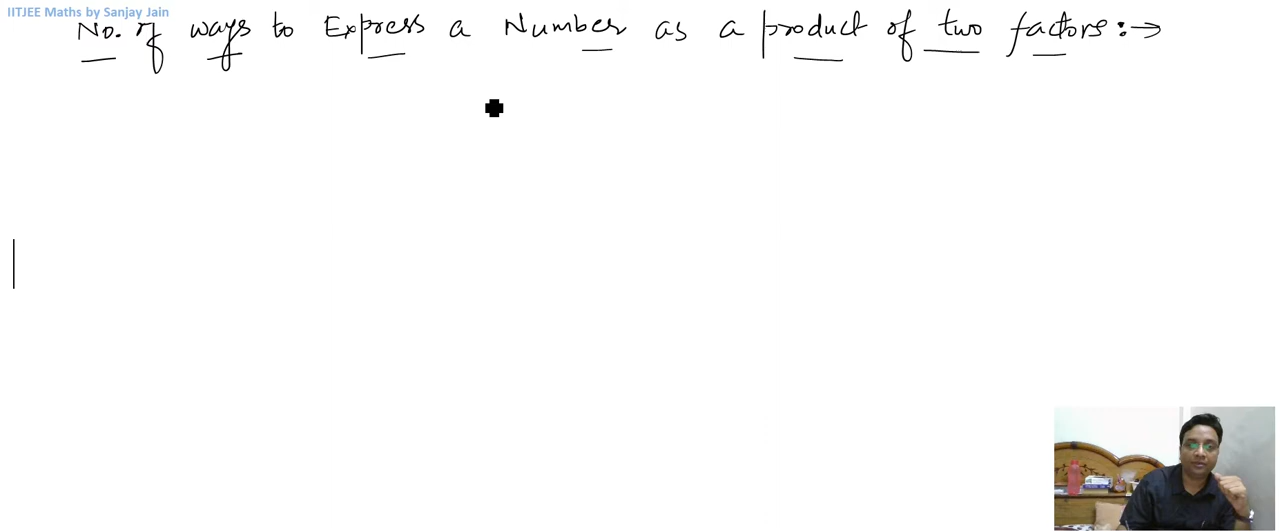 IITJEE Maths by Sanjay Jain
No. of ways to Express a Number as a product of two factors :→